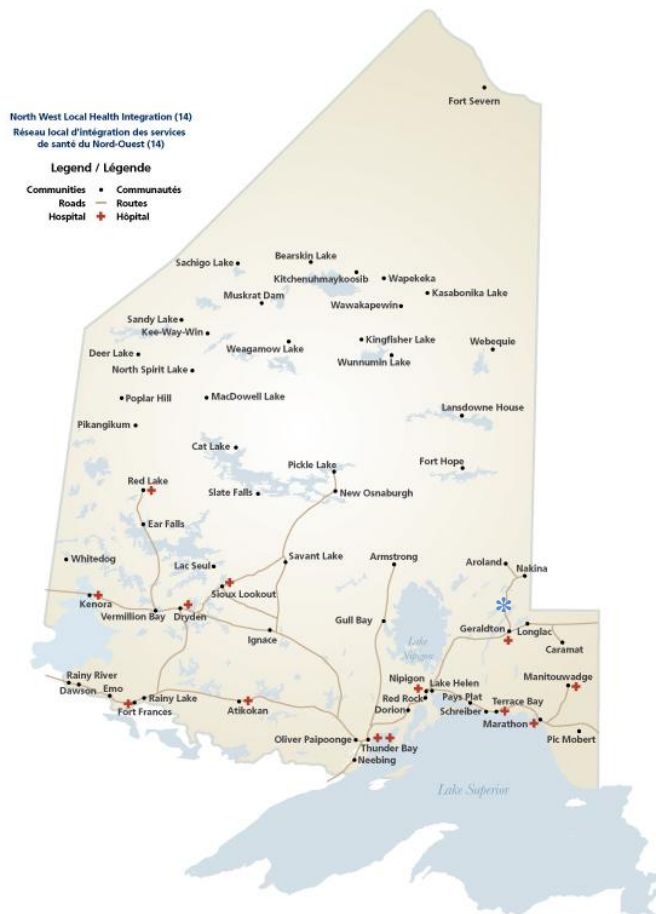 Fort Severn
North West Local Health Integration (14)
Réseau local d'intégration des services
de santé du Nord-Ouest (14)
Legend / Légende
Communities • Communautés
Roads — Routes
Hospital ✚ Hôpital
Bearskin Lake
Sachigo Lake
Kitchenuhmaykoosib
Wapekeka
Muskrat Dam
Kasabonika Lake
Wawakapewin
Sandy Lake
Kee-Way-Win
Weagamow Lake
Kingfisher Lake
Webequie
Deer Lake
Wunnumin Lake
North Spirit Lake
Poplar Hill
MacDowell Lake
Lansdowne House
Pikangikum
Cat Lake
Pickle Lake
Fort Hope
Red Lake
Slate Falls
New Osnaburgh
Ear Falls
Whitedog
Lac Seul
Savant Lake
Armstrong
Aroland
Nakina
Sioux Lookout
Kenora
Vermillion Bay
Dryden
Gull Bay
Ignace
Geraldton
Longlac
Lake
Nipigon
Caramat
Rainy River
Dawson
Emo
Rainy Lake
Fort Frances
Atikokan
Nipigon
Lake Helen
Manitouwadge
Red Rock
Pays Plat
Terrace Bay
Dorion
Schreiber
Marathon
Oliver Paipoonge
Thunder Bay
Pic Mobert
Neebing
Lake Superior